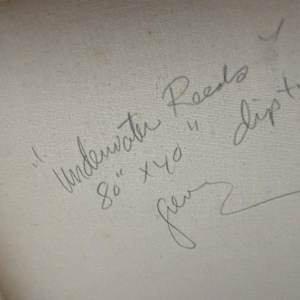 "Underwater Reeds"
80" x 40" dipt